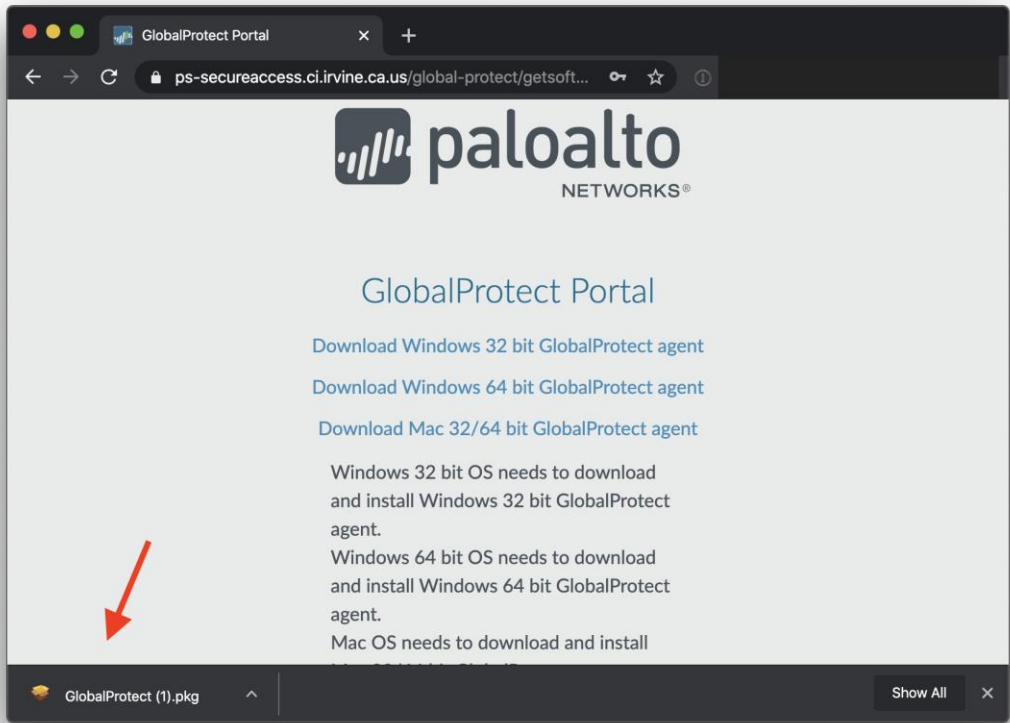 GlobalProtect Portal
ps-secureaccess.ci.irvine.ca.us/global-protect/getsoft...
paloalto
NETWORKS®
GlobalProtect Portal
Download Windows 32 bit GlobalProtect agent
Download Windows 64 bit GlobalProtect agent
Download Mac 32/64 bit GlobalProtect agent
Windows 32 bit OS needs to download
and install Windows 32 bit GlobalProtect
agent.
Windows 64 bit OS needs to download
and install Windows 64 bit GlobalProtect
agent.
Mac OS needs to download and install
GlobalProtect (1).pkg
Show All